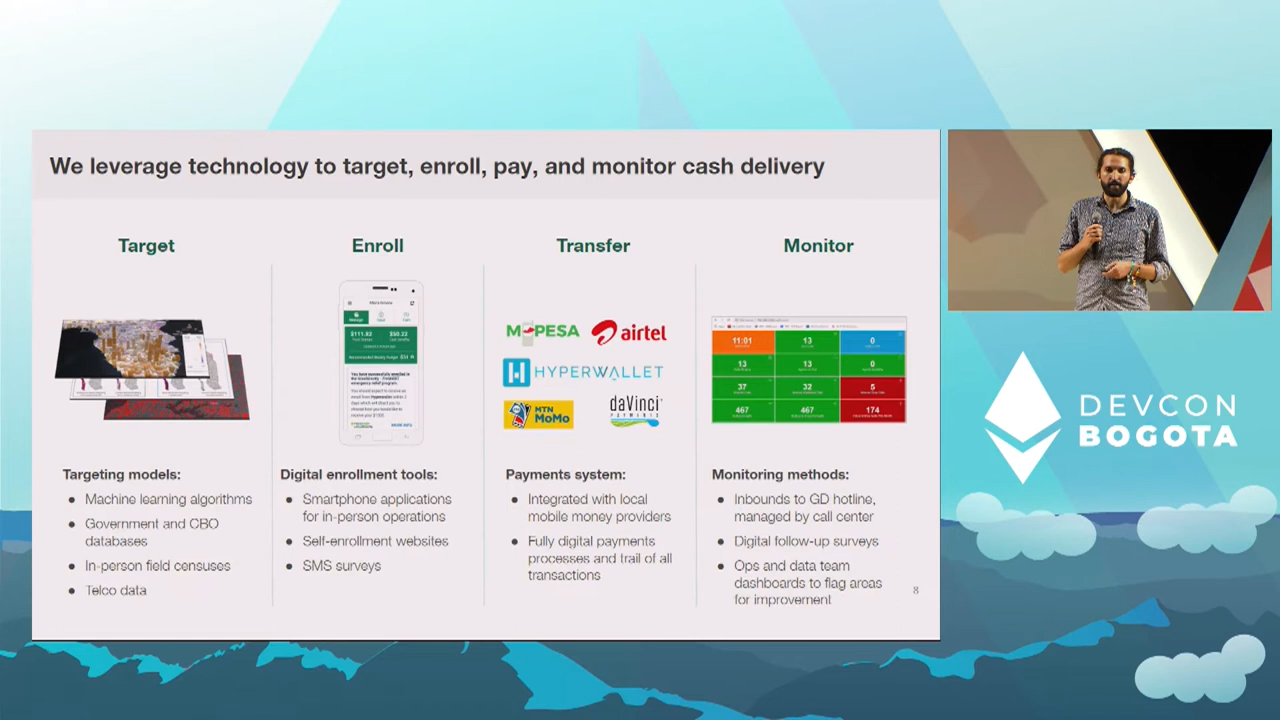 We leverage technology to target, enroll, pay, and monitor cash delivery
Target
Enroll
Transfer
Monitor
$111.83
$50.22
M-PESA
airtel
HYPERWALLET
MTN
MoMo
daVinci
PAYMENTS
11:01
13
0
13
13
0
37
32
5
467
467
174
Targeting models:
Machine learning algorithms
Government and CBO
databases
In-person field censuses
Telco data
Digital enrollment tools:
Smartphone applications
for in-person operations
Self-enrollment websites
SMS surveys
Payments system:
Integrated with local
mobile money providers
Fully digital payments
processes and trail of all
transactions
Monitoring methods:
Inbounds to GD hotline,
managed by call center
Digital follow-up surveys
Ops and data team
dashboards to flag areas
for improvement
8
DEVCON
BOGOTA